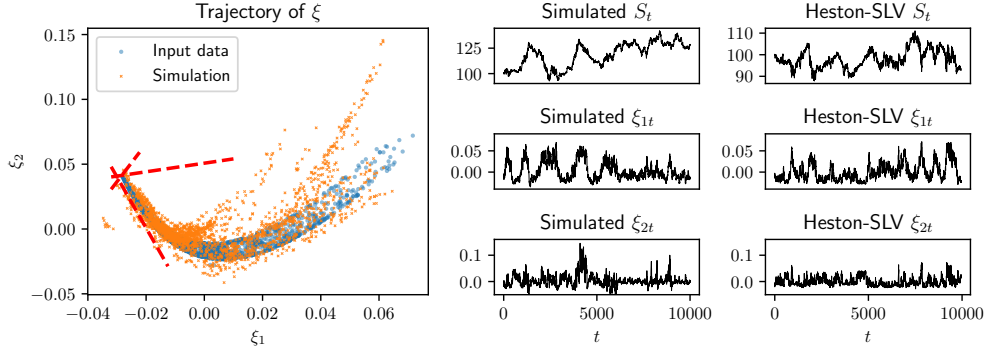 Trajectory of ξ
Input data
Simulation
0.15
0.10
0.05
0.00
−0.05
ξ2
−0.04
−0.02
0.00
0.02
0.04
0.06
ξ1
Simulated St
125
100
Heston-SLV St
110
100
90
Simulated ξ1t
0.05
0.00
Heston-SLV ξ1t
0.05
0.00
Simulated ξ2t
0.1
0.0
0
5000
10000
t
Heston-SLV ξ2t
0.1
0.0
0
5000
10000
t